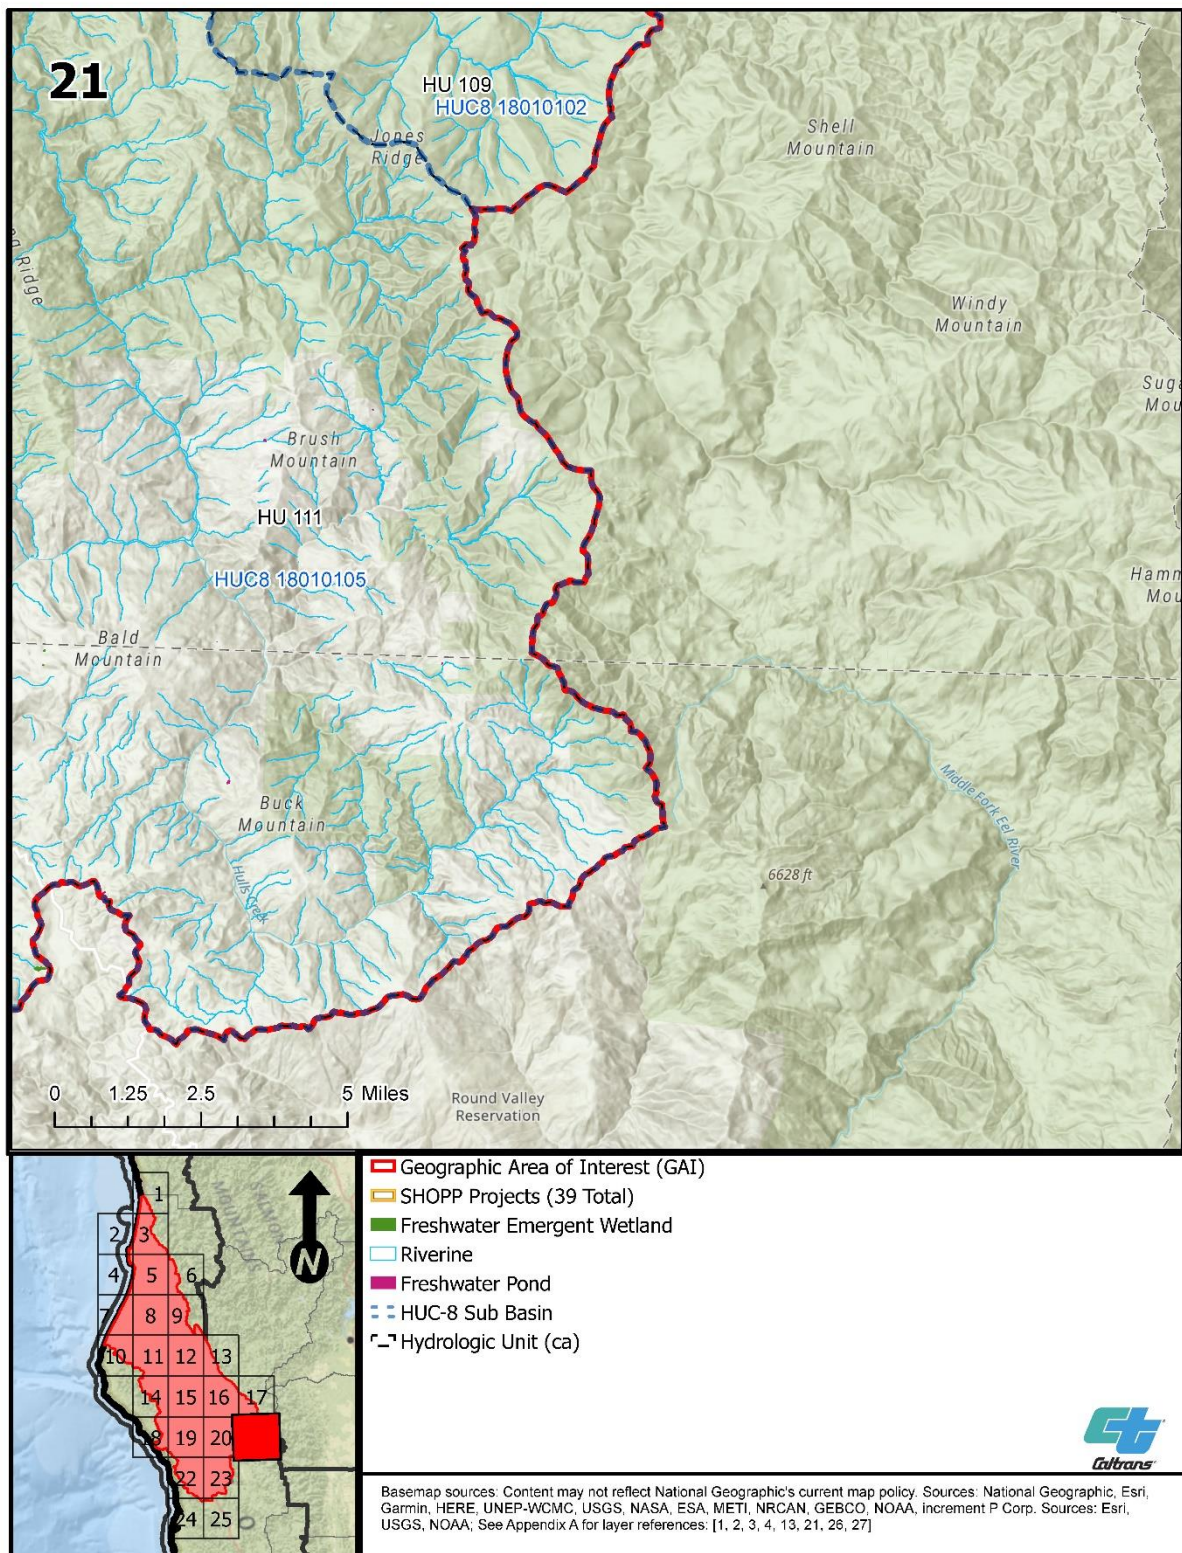 21
HU 109
HUC8 18010102
Jones
Ridge
Shell
Mountain
Ridge
Windy
Mountain
Brush
Mountain
HU 111
HUC8 18010105
Bald
Mountain
Middle Fork Eel River
Buck
Mountain
6628 ft
Hulls Creek
0 1.25 2.5 5 Miles
Round Valley
Reservation
1
2 3
4 5 6
7 8 9
10 11 12 13
14 15 16 17
18 19 20
22 23
24 25
MOUNTAINS
SALMON
N
Geographic Area of Interest (GAI)
SHOPP Projects (39 Total)
Freshwater Emergent Wetland
Riverine
Freshwater Pond
HUC-8 Sub Basin
Hydrologic Unit (ca)
Caltrans
Basemap sources: Content may not reflect National Geographic's current map policy. Sources: National Geographic, Esri,
Garmin, HERE, UNEP-WCMC, USGS, NASA, ESA, METI, NRCAN, GEBCO, NOAA, increment P Corp. Sources: Esri,
USGS, NOAA; See Appendix A for layer references: [1, 2, 3, 4, 13, 21, 26, 27]